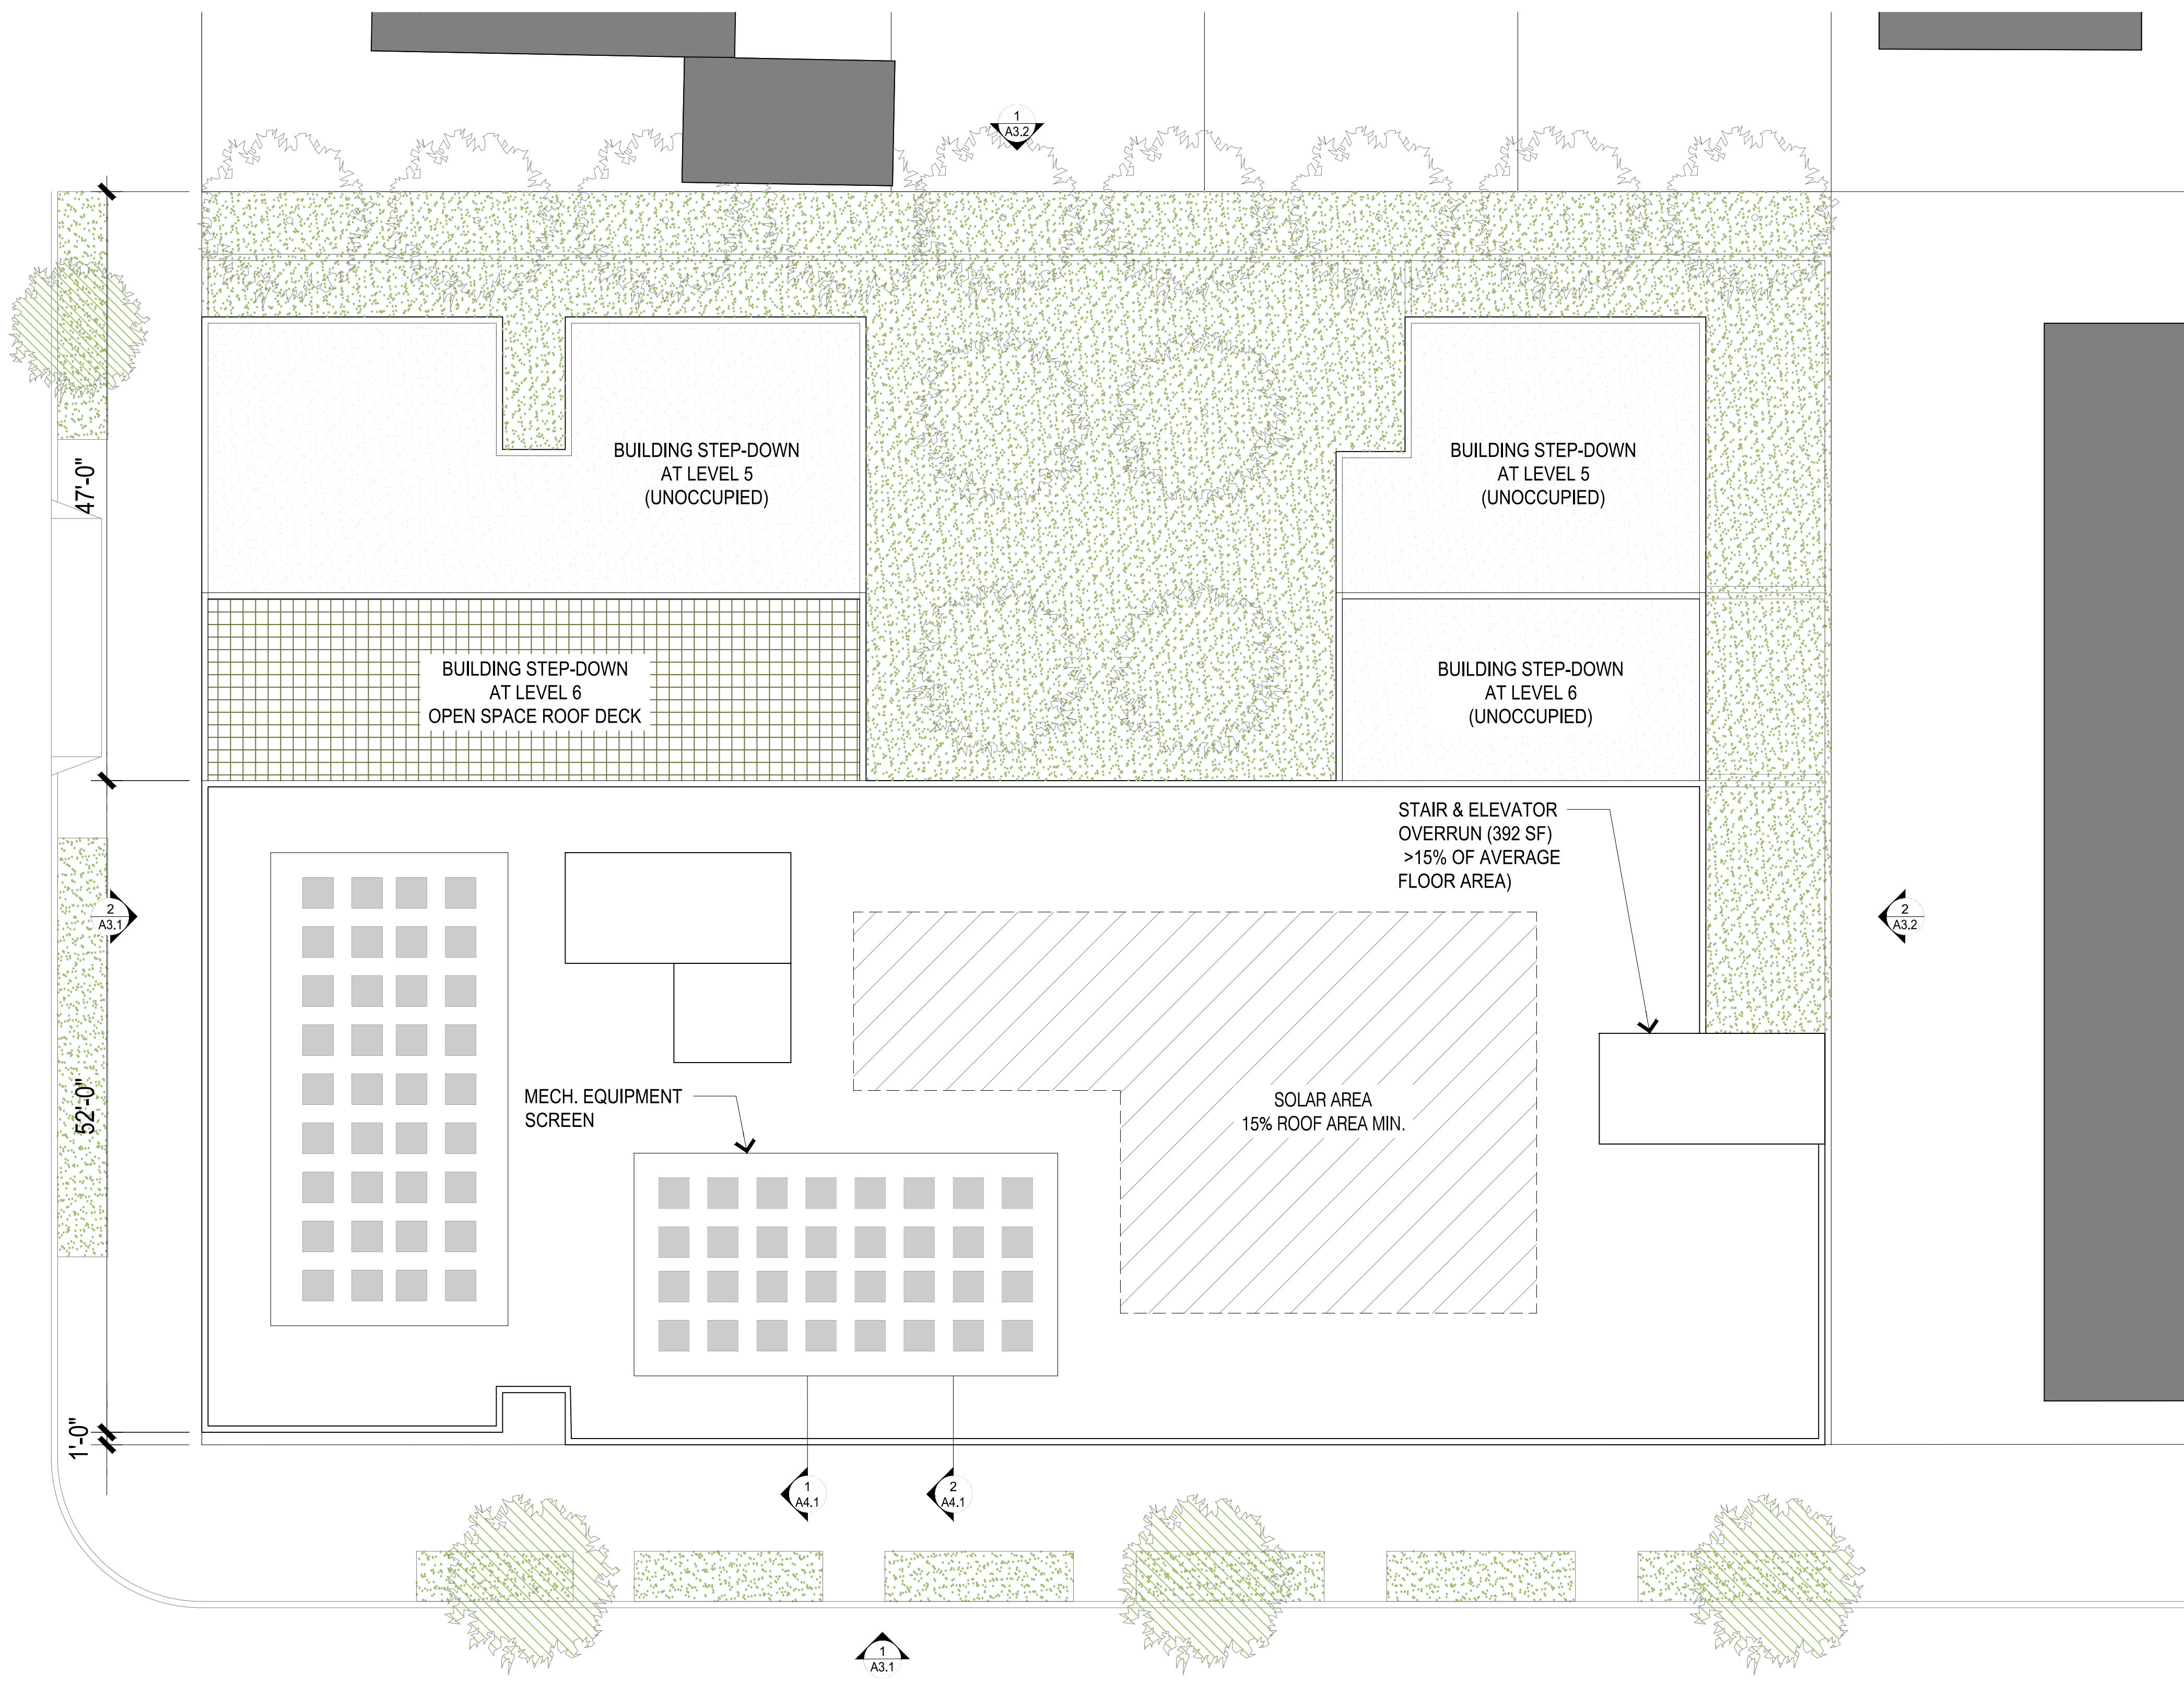 1
A3.2
47'-0"
BUILDING STEP-DOWN
AT LEVEL 5
(UNOCCUPIED)
BUILDING STEP-DOWN
AT LEVEL 5
(UNOCCUPIED)
BUILDING STEP-DOWN
AT LEVEL 6
OPEN SPACE ROOF DECK
BUILDING STEP-DOWN
AT LEVEL 6
(UNOCCUPIED)
STAIR & ELEVATOR
OVERRUN (392 SF)
>15% OF AVERAGE
FLOOR AREA)
2
A3.1
2
A3.2
52'-0"
MECH. EQUIPMENT
SCREEN
SOLAR AREA
15% ROOF AREA MIN.
1'-0"
1
A4.1
2
A4.1
1
A3.1